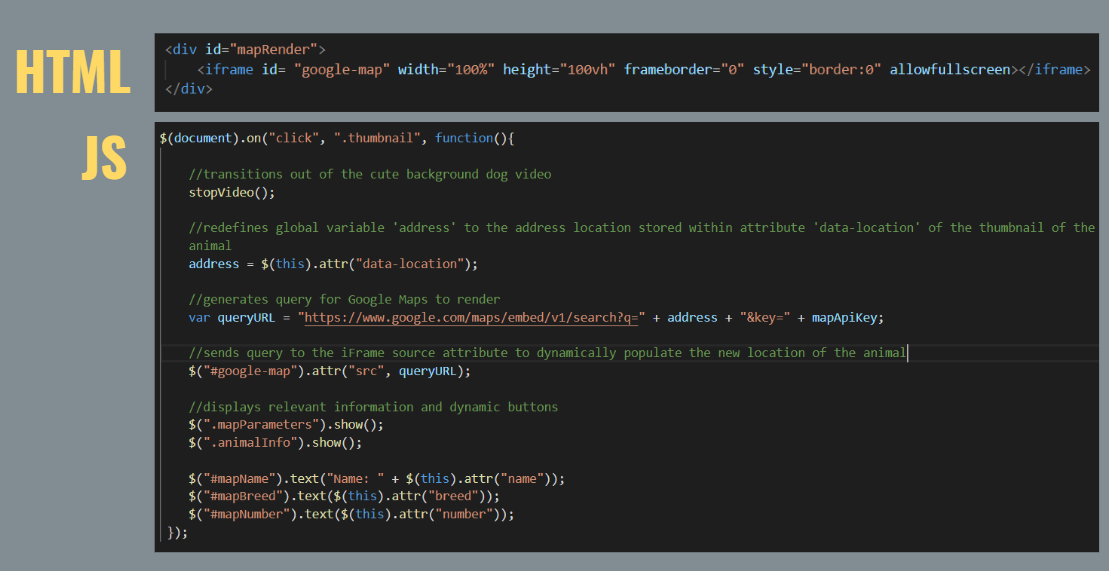 HTML
<div id="mapRender">
    <iframe id= "google-map" width="100%" height="100vh" frameborder="0" style="border:0" allowfullscreen></iframe>
</div>
JS
$(document).on("click", ".thumbnail", function(){
    //transitions out of the cute background dog video
    stopVideo();
    //redefines global variable 'address' to the address location stored within attribute 'data-location' of the thumbnail of the
    animal
    address = $(this).attr("data-location");
    //generates query for Google Maps to render
    var queryURL = "https://www.google.com/maps/embed/v1/search?q=" + address + "&key=" + mapApiKey;
    //sends query to the iFrame source attribute to dynamically populate the new location of the animal
    $("#google-map").attr("src", queryURL);
    //displays relevant information and dynamic buttons
    $(".mapParameters").show();
    $(".animalInfo").show();
    $("#mapName").text("Name: " + $(this).attr("name"));
    $("#mapBreed").text($(this).attr("breed"));
    $("#mapNumber").text($(this).attr("number"));
});